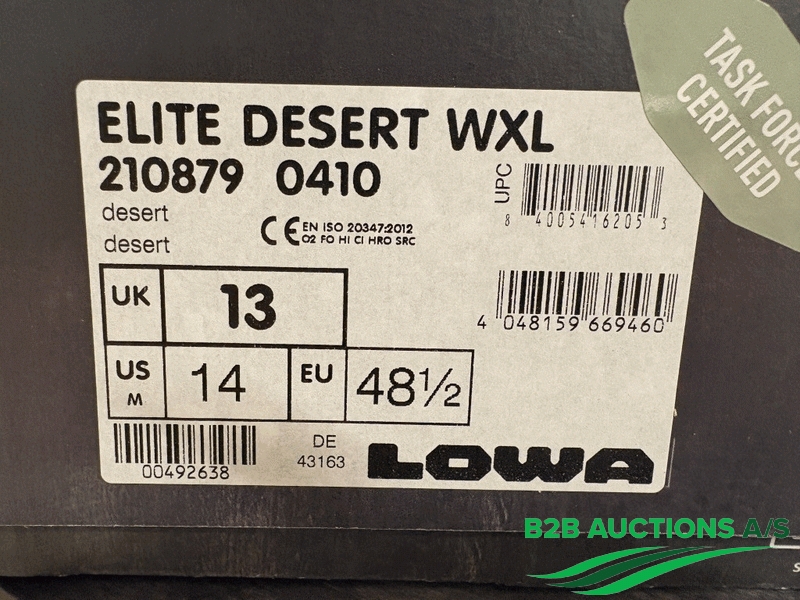 TASK FORCE
CERTIFIED
ELITE DESERT WXL
210879 0410
desert
desert
CE EN ISO 20347:2012
O2 FO HI CI HRO SRC
UPC
8 40054 16205 3
UK 13
4 048159 669460
US M 14 EU 48½
00492638
DE
43163
LOWA
B2B AUCTIONS A/S